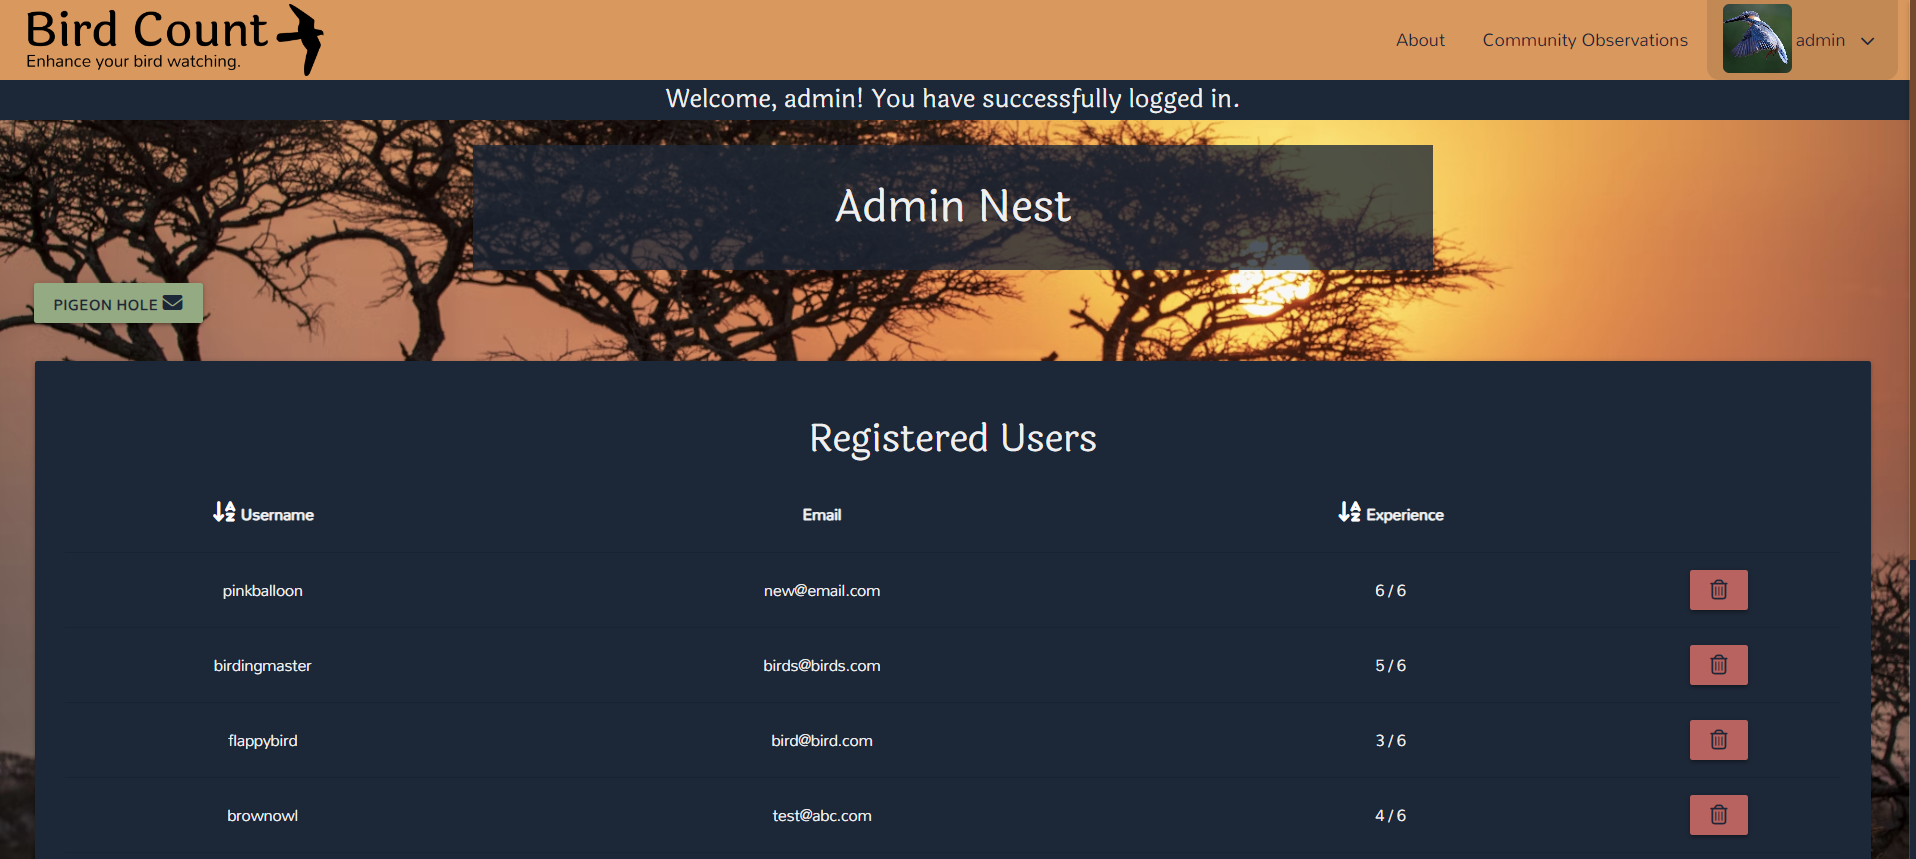 Bird Count
Enhance your bird watching.
About Community Observations admin
Welcome, admin! You have successfully logged in.
Admin Nest
PIGEON HOLE
Registered Users
Username Email Experience
pinkballoon new@email.com 6 / 6
birdingmaster birds@birds.com 5 / 6
flappybird bird@bird.com 3 / 6
brownowl test@abc.com 4 / 6